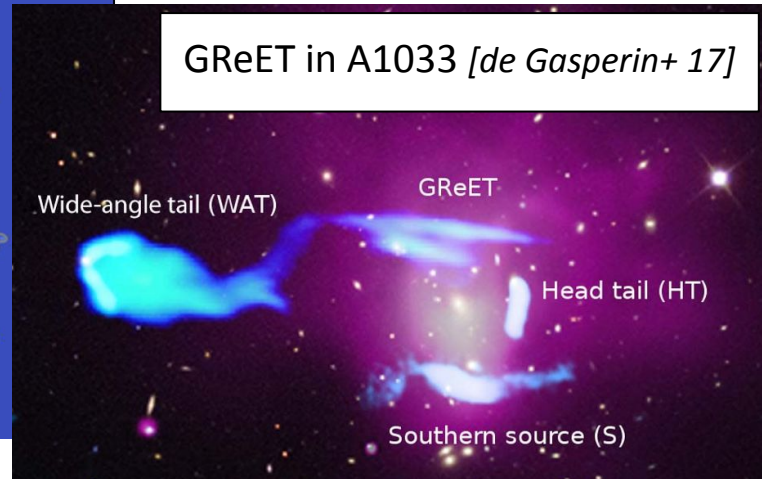 GReET in A1033 [de Gasperin+ 17]
GReET
Wide-angle tail (WAT)
Head tail (HT)
Southern source (S)